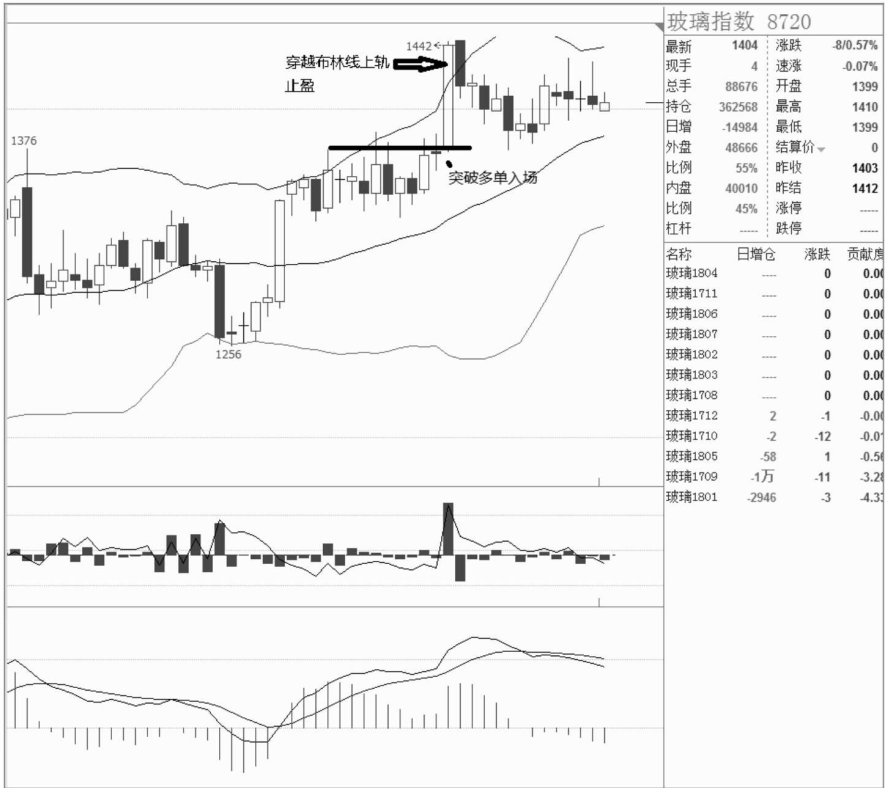 玻璃指数 8720
1442
穿越布林线上轨
止盈
1376
突破多单入场
1256
最新 1404 涨跌 -8/0.57%
现手 4 速涨 -0.07%
总手 88676 开盘 1399
持仓 362568 最高 1410
日增 -14984 最低 1399
外盘 48666 结算价 0
比例 55% 昨收 1403
内盘 40010 昨结 1412
比例 45% 涨停 -----
杠杆 ----- 跌停 -----
名称 日增仓 涨跌 贡献度
玻璃1804 ---- 0 0.00
玻璃1711 ---- 0 0.00
玻璃1806 ---- 0 0.00
玻璃1807 ---- 0 0.00
玻璃1802 ---- 0 0.00
玻璃1803 ---- 0 0.00
玻璃1708 ---- 0 0.00
玻璃1712 2 -1 -0.00
玻璃1710 -2 -12 -0.01
玻璃1805 -58 1 -0.56
玻璃1709 -1万 -11 -3.28
玻璃1801 -2946 -3